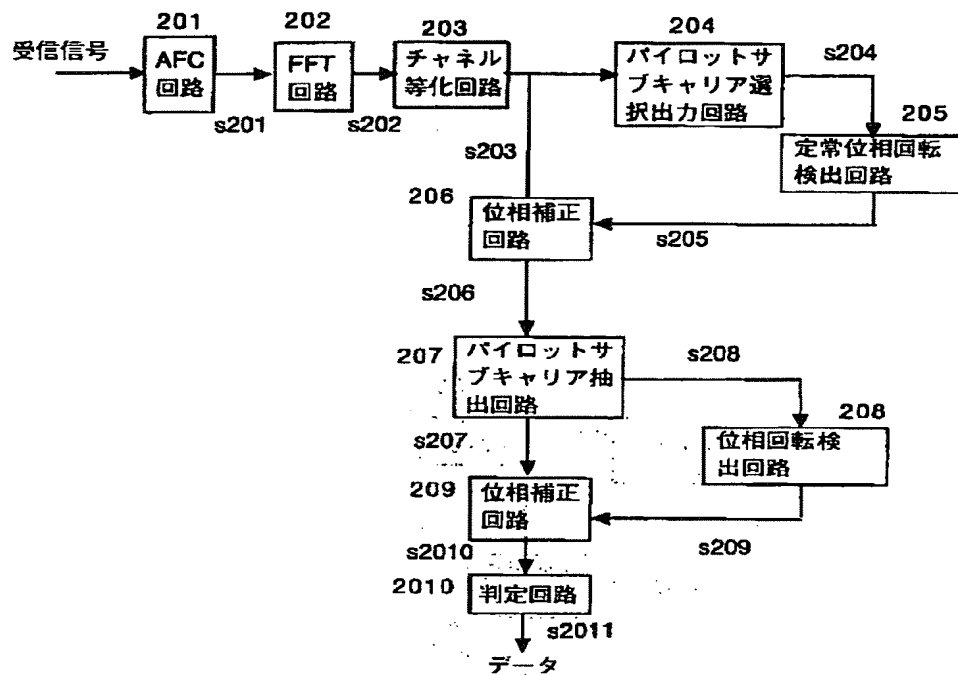 受信信号
201
AFC
回路
s201
202
FFT
回路
s202
203
チャネル
等化回路
s203
204
パイロットサ
ブキャリア選
択出力回路
s204
205
定常位相回転
検出回路
s205
206
位相補正
回路
s206
207
パイロットサ
ブキャリア抽
出回路
s208
208
位相回転検
出回路
s207
209
位相補正
回路
s209
s2010
2010
判定回路
s2011
データ